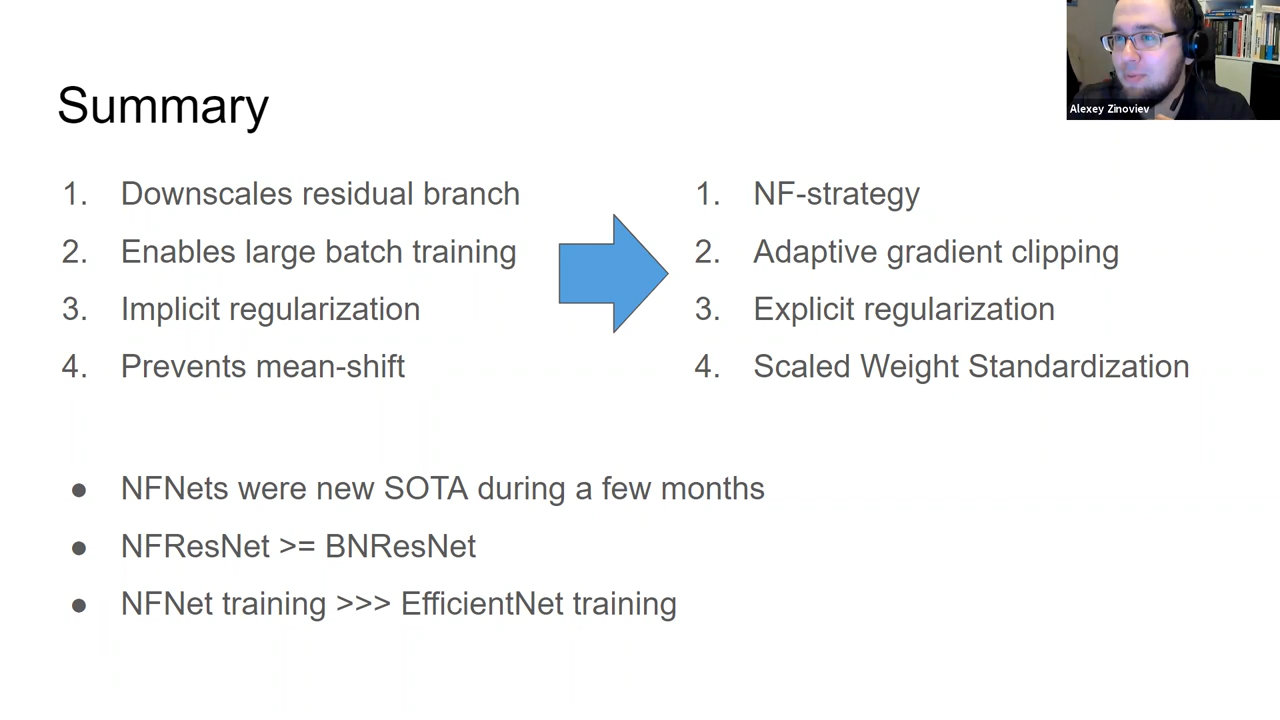 Alexey Zinoviev
Summary
1. Downscales residual branch
2. Enables large batch training
3. Implicit regularization
4. Prevents mean-shift
1. NF-strategy
2. Adaptive gradient clipping
3. Explicit regularization
4. Scaled Weight Standardization
● NFNets were new SOTA during a few months
● NFResNet >= BNResNet
● NFNet training >>> EfficientNet training